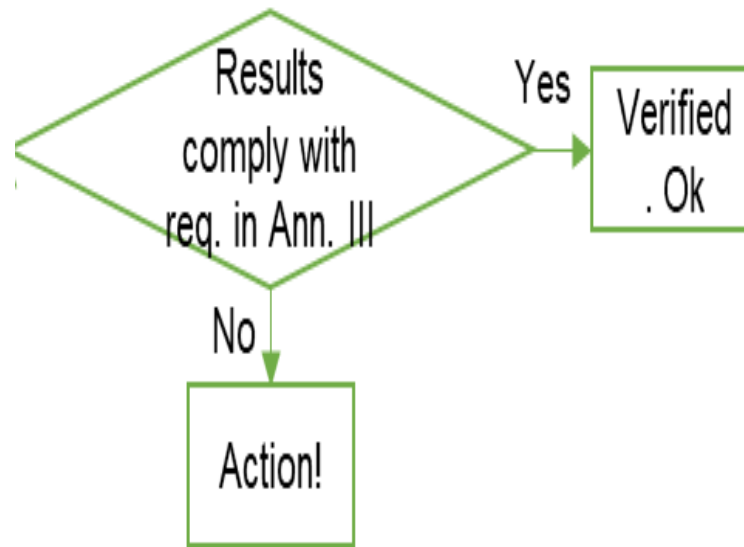 Results
comply with
req. in Ann. III
Yes
Verified
. Ok
No
Action!